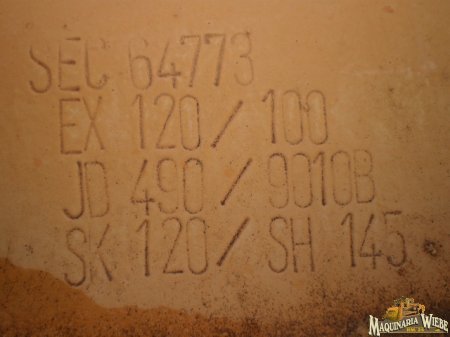 SEC 64773
EX 120/100
JD 490/9010B
SK 120/SH 145
MAQUINARIA WIEBE